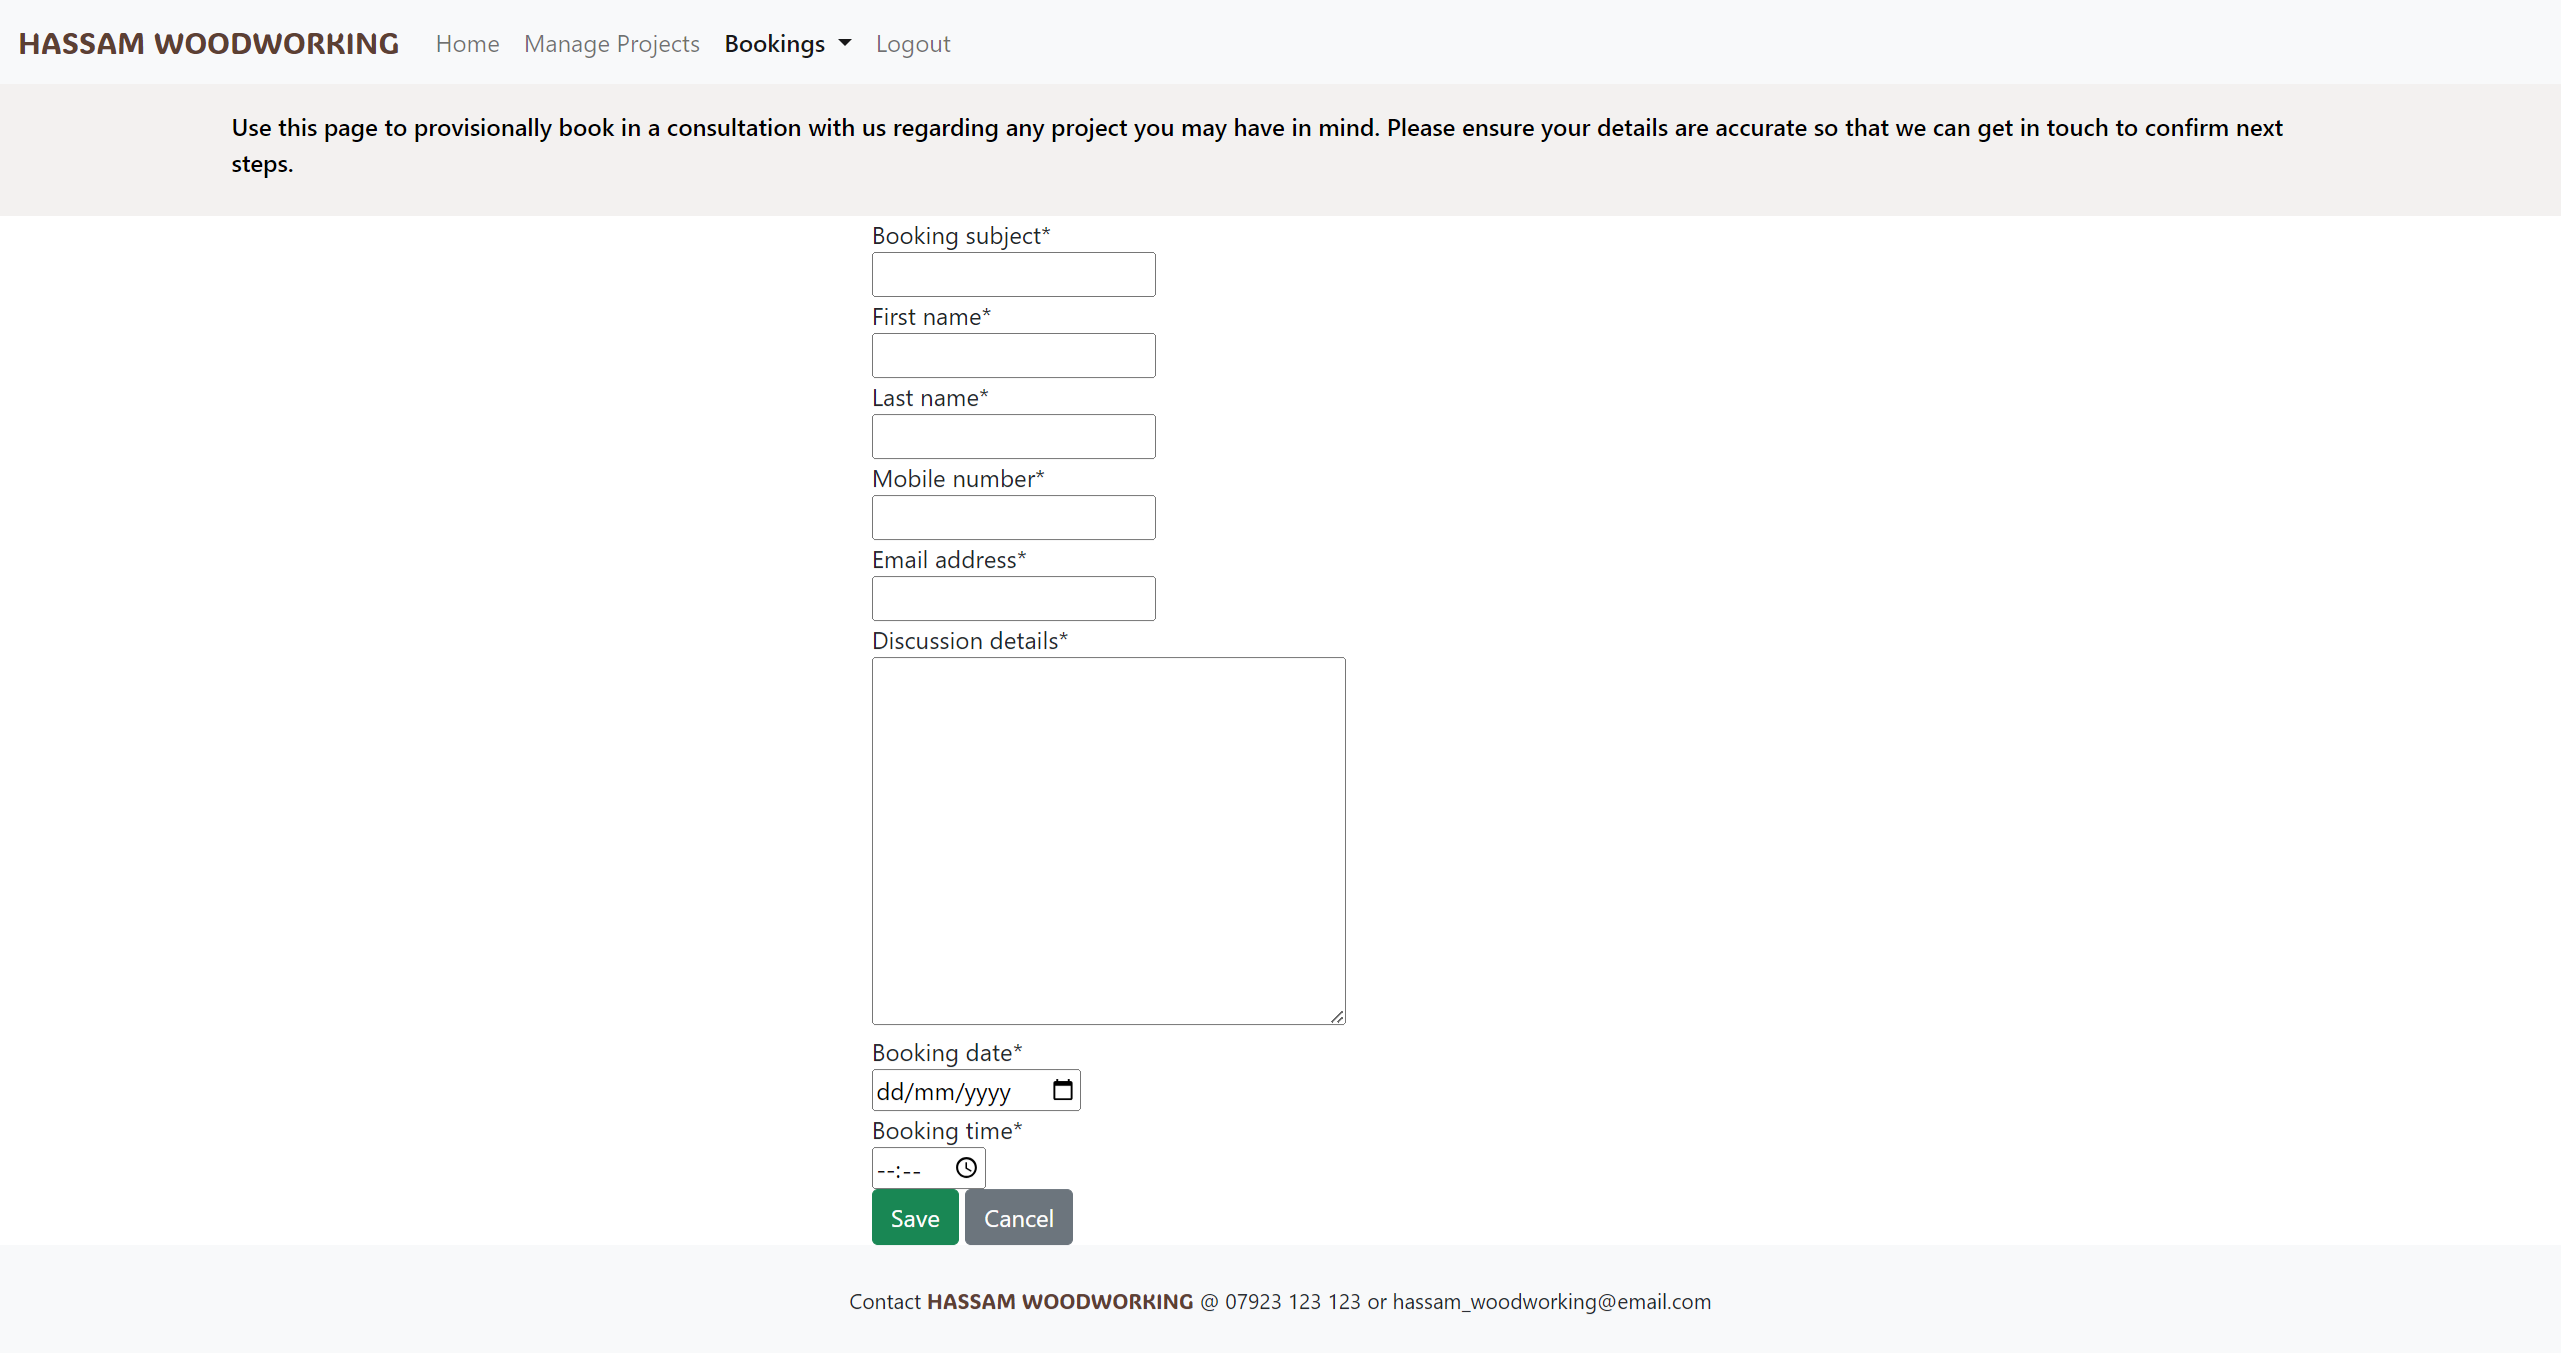 HASSAM WOODWORKING Home Manage Projects Bookings Logout
Use this page to provisionally book in a consultation with us regarding any project you may have in mind. Please ensure your details are accurate so that we can get in touch to confirm next
steps.
Booking subject*
First name*
Last name*
Mobile number*
Email address*
Discussion details*
Booking date*
dd/mm/yyyy
Booking time*
--:--
Save Cancel
Contact HASSAM WOODWORKING @ 07923 123 123 or hassam_woodworking@email.com